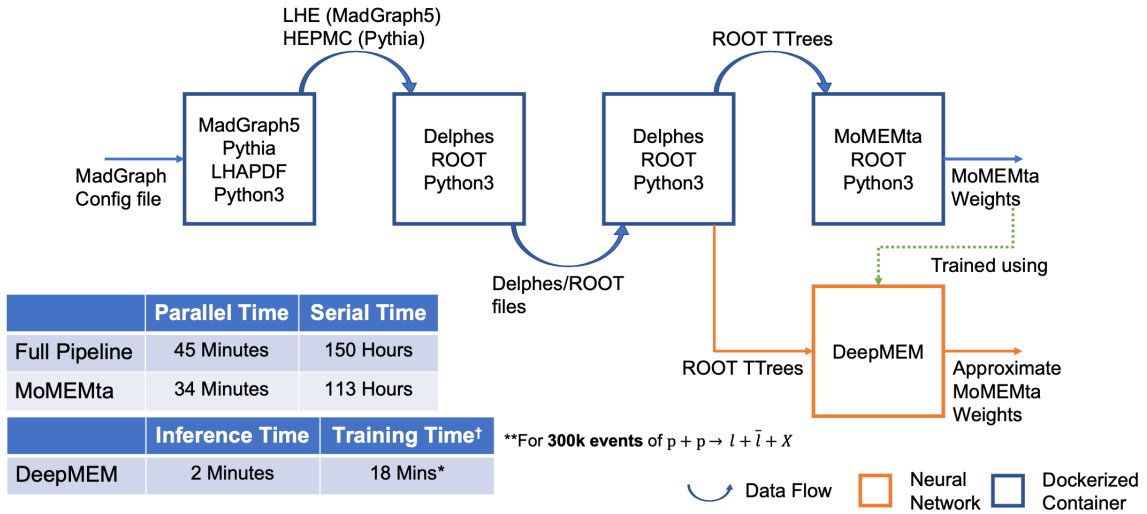 LHE (MadGraph5)
HEPMC (Pythia)
ROOT TTrees
MadGraph5
Pythia
LHAPDF
Python3
Delphes
ROOT
Python3
Delphes
ROOT
Python3
MoMEMta
ROOT
Python3
MadGraph
Config file
MoMEMta
Weights
Delphes/ROOT
files
Trained using
ROOT TTrees
DeepMEM
Approximate
MoMEMta
Weights
Parallel Time Serial Time
Full Pipeline 45 Minutes 150 Hours
MoMEMta 34 Minutes 113 Hours
Inference Time Training Time†
DeepMEM 2 Minutes 18 Mins*
**For 300k events of p + p → l + l̄ + X
Data Flow
Neural
Network
Dockerized
Container